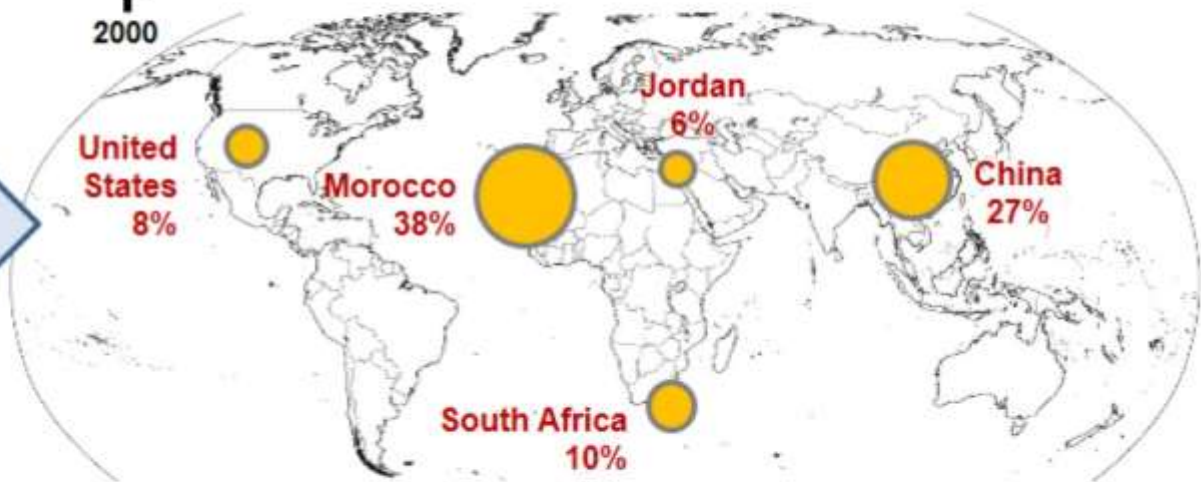 2000
Jordan
6%
United
States
8%
Morocco
38%
China
27%
South Africa
10%